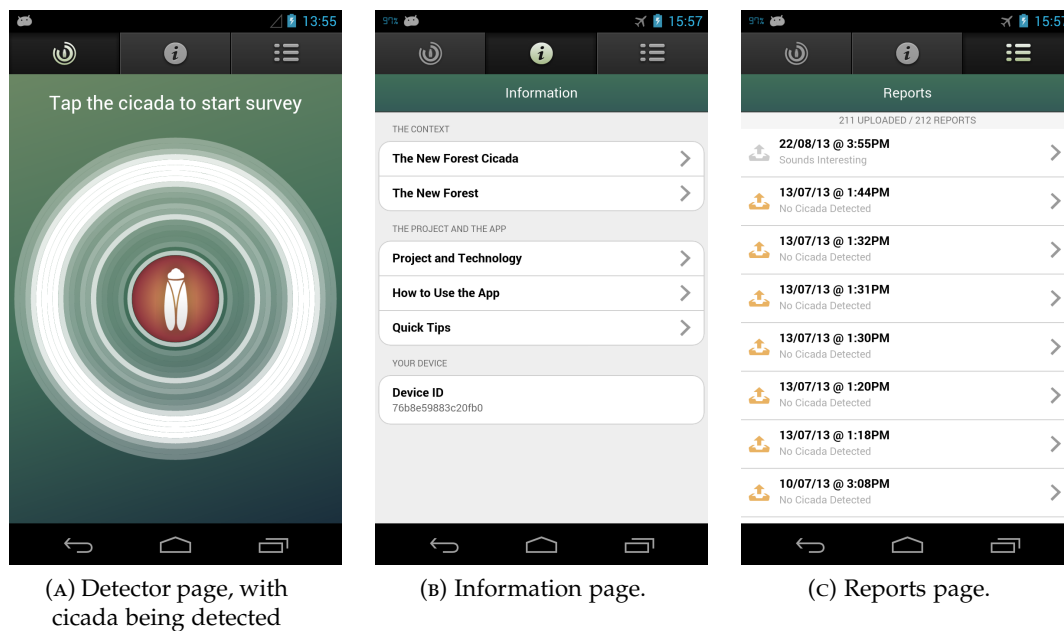 13:55
Tap the cicada to start survey
(A) Detector page, with
cicada being detected
97% 15:57
Information
THE CONTEXT
The New Forest Cicada
The New Forest
THE PROJECT AND THE APP
Project and Technology
How to Use the App
Quick Tips
YOUR DEVICE
Device ID
76b8e59883c20fb0
(B) Information page.
97% 15:57
Reports
211 UPLOADED / 212 REPORTS
22/08/13 @ 3:55PM
Sounds Interesting
13/07/13 @ 1:44PM
No Cicada Detected
13/07/13 @ 1:32PM
No Cicada Detected
13/07/13 @ 1:31PM
No Cicada Detected
13/07/13 @ 1:30PM
No Cicada Detected
13/07/13 @ 1:20PM
No Cicada Detected
13/07/13 @ 1:18PM
No Cicada Detected
10/07/13 @ 3:08PM
No Cicada Detected
(C) Reports page.